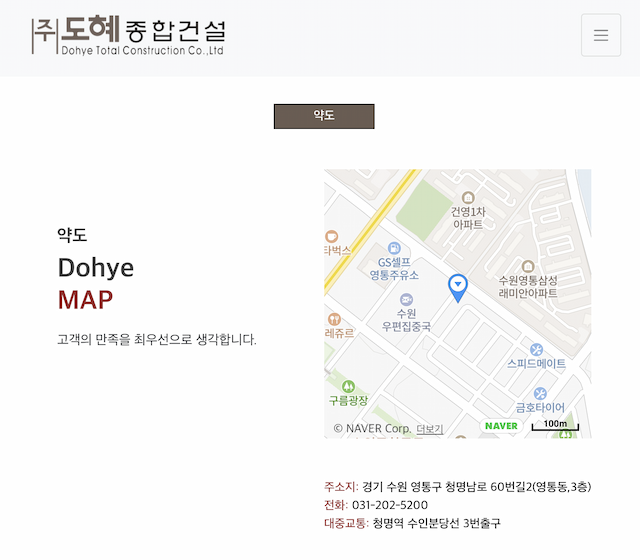 ㈜도혜종합건설
Dohye Total Construction Co.,Ltd
약도
약도
Dohye
MAP
고객의 만족을 최우선으로 생각합니다.
건영1차
아파트
타벅스
GS셀프
영통주유소
수원영통삼성
래미안아파트
수원
우편집중국
레쥬르
스피드메이트
구름광장
금호타이어
© NAVER Corp. 더보기
NAVER
100m
주소지: 경기 수원 영통구 청명남로 60번길2(영통동,3층)
전화: 031-202-5200
대중교통: 청명역 수인분당선 3번출구